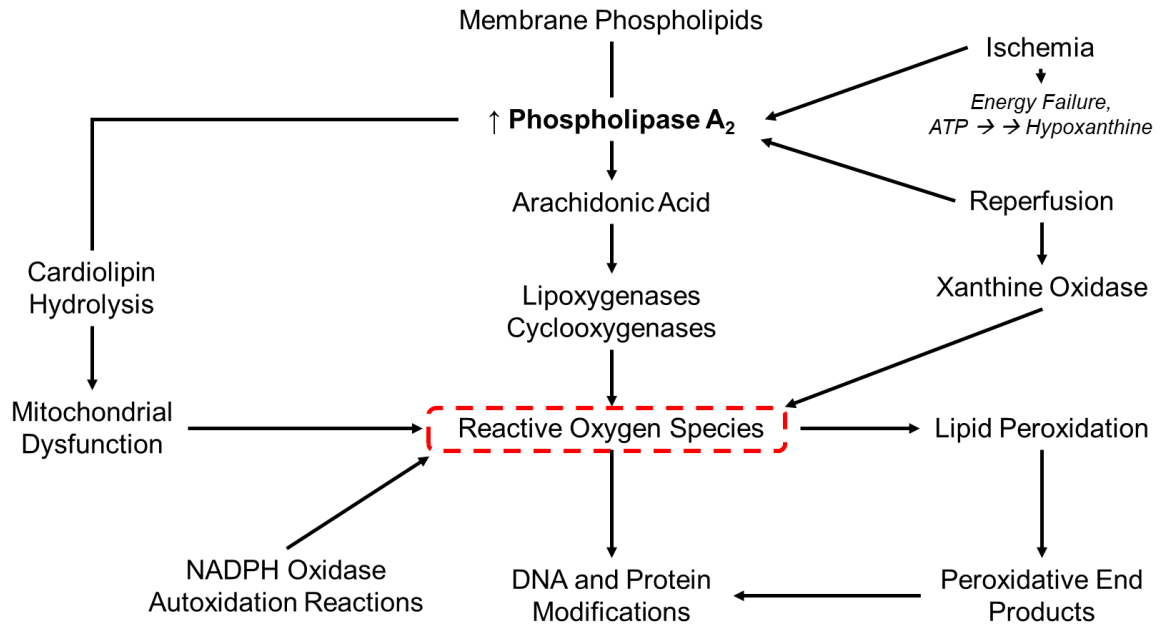 Membrane Phospholipids
Ischemia
Energy Failure,
ATP → → Hypoxanthine
↑ Phospholipase A₂
Arachidonic Acid
Reperfusion
Cardiolipin
Hydrolysis
Lipoxygenases
Cyclooxygenases
Xanthine Oxidase
Mitochondrial
Dysfunction
Reactive Oxygen Species
Lipid Peroxidation
NADPH Oxidase
Autoxidation Reactions
DNA and Protein
Modifications
Peroxidative End
Products